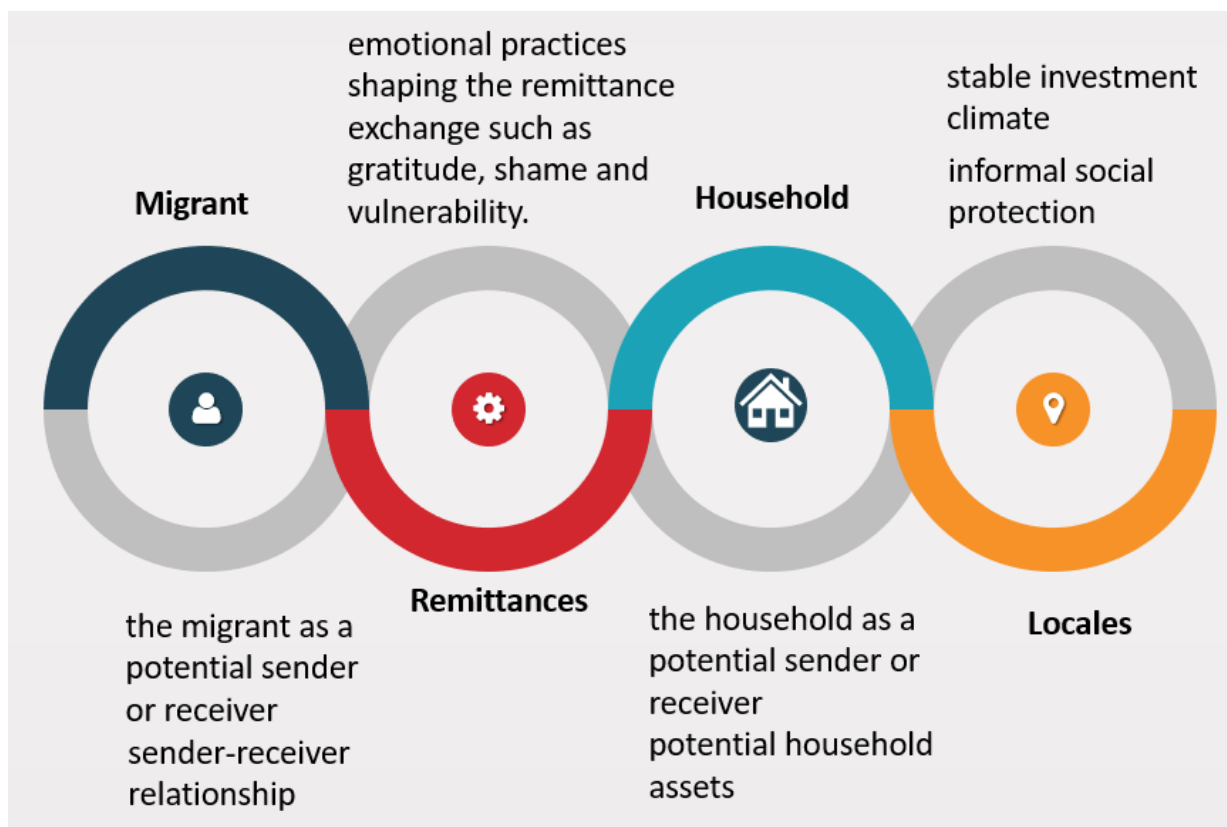 Migrant
the migrant as a
potential sender
or receiver
sender-receiver
relationship
emotional practices
shaping the remittance
exchange such as
gratitude, shame and
vulnerability.
Remittances
Household
the household as a
potential sender or
receiver
potential household
assets
stable investment
climate
informal social
protection
Locales